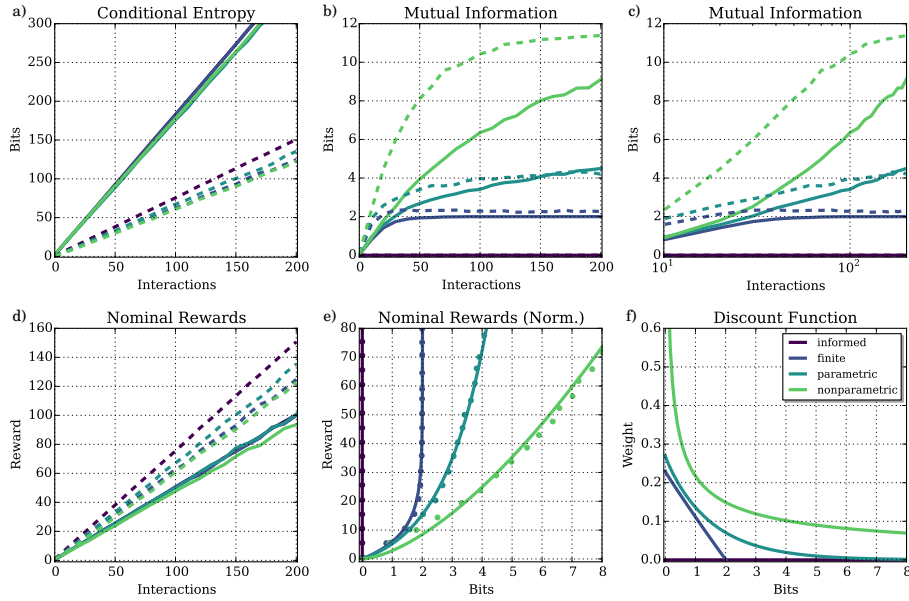 a) Conditional Entropy
300
250
200
150
100
50
0
Bits
0 50 100 150 200
Interactions
b) Mutual Information
12
10
8
6
4
2
0
Bits
0 50 100 150 200
Interactions
c) Mutual Information
12
10
8
6
4
2
0
Bits
10^1 10^2
Interactions
d) Nominal Rewards
160
140
120
100
80
60
40
20
0
Reward
0 50 100 150 200
Interactions
e) Nominal Rewards (Norm.)
80
70
60
50
40
30
20
10
0
Reward
0 1 2 3 4 5 6 7 8
Bits
f) Discount Function
0.6
0.5
0.4
0.3
0.2
0.1
0.0
Weight
0 1 2 3 4 5 6 7 8
Bits
informed
finite
parametric
nonparametric